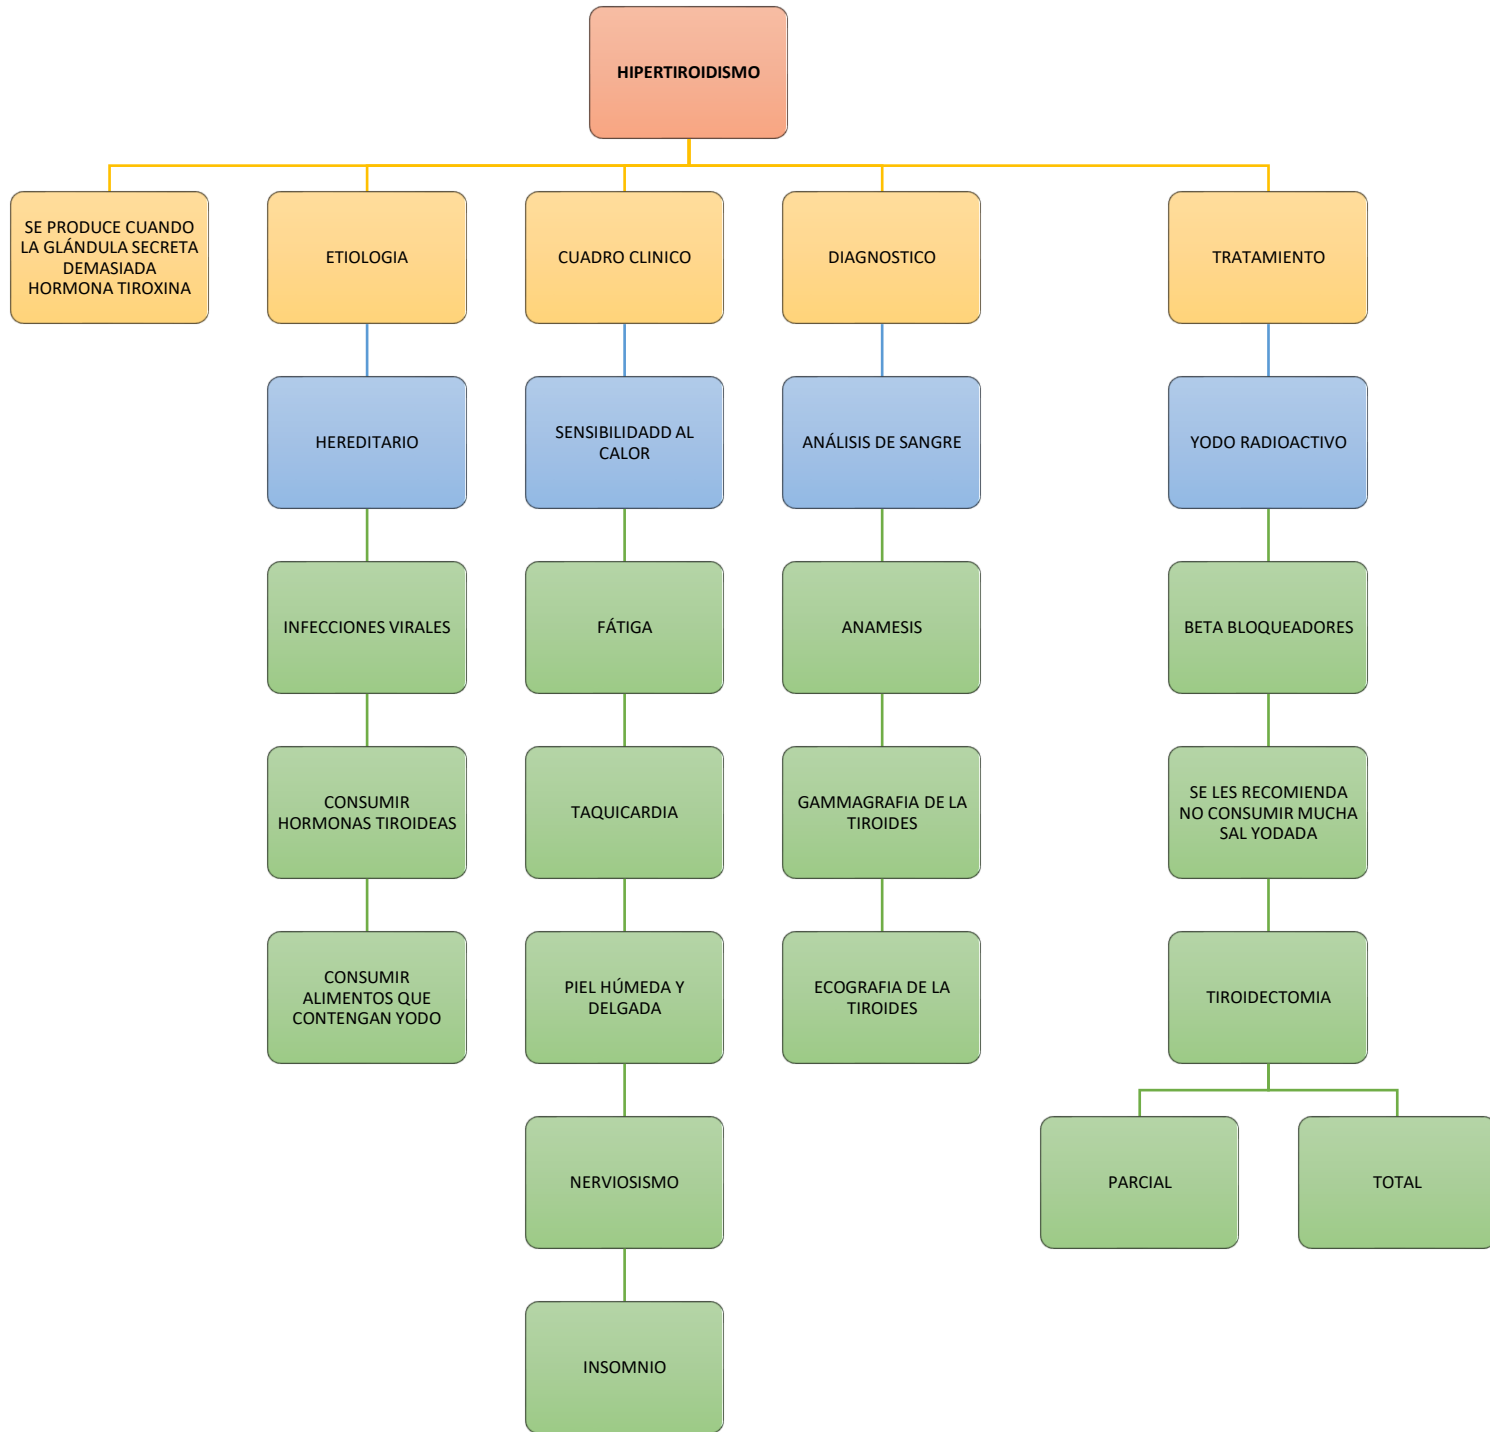 HIPERTIROIDISMO
SE PRODUCE CUANDO
LA GLÁNDULA SECRETA
DEMASIADA
HORMONA TIROXINA
ETIOLOGIA
CUADRO CLINICO
DIAGNOSTICO
TRATAMIENTO
HEREDITARIO
SENSIBILIDADD AL
CALOR
ANÁLISIS DE SANGRE
YODO RADIOACTIVO
INFECCIONES VIRALES
FÁTIGA
ANAMESIS
BETA BLOQUEADORES
CONSUMIR
HORMONAS TIROIDEAS
TAQUICARDIA
GAMMAGRAFIA DE LA
TIROIDES
SE LES RECOMIENDA
NO CONSUMIR MUCHA
SAL YODADA
CONSUMIR
ALIMENTOS QUE
CONTENGAN YODO
PIEL HÚMEDA Y
DELGADA
ECOGRAFIA DE LA
TIROIDES
TIROIDECTOMIA
NERVIOSISMO
PARCIAL
TOTAL
INSOMNIO